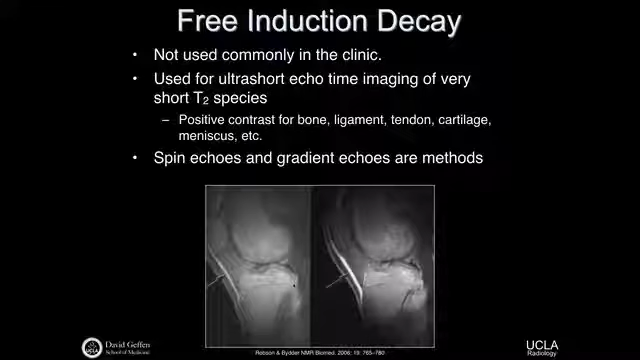 Free Induction Decay
• Not used commonly in the clinic.
• Used for ultrashort echo time imaging of very
short T2 species
– Positive contrast for bone, ligament, tendon, cartilage,
meniscus, etc.
• Spin echoes and gradient echoes are methods
Robson & Bydder NMR Biomed. 2006; 19: 765–780
UCLA
David Geffen
School of Medicine
UCLA
Radiology